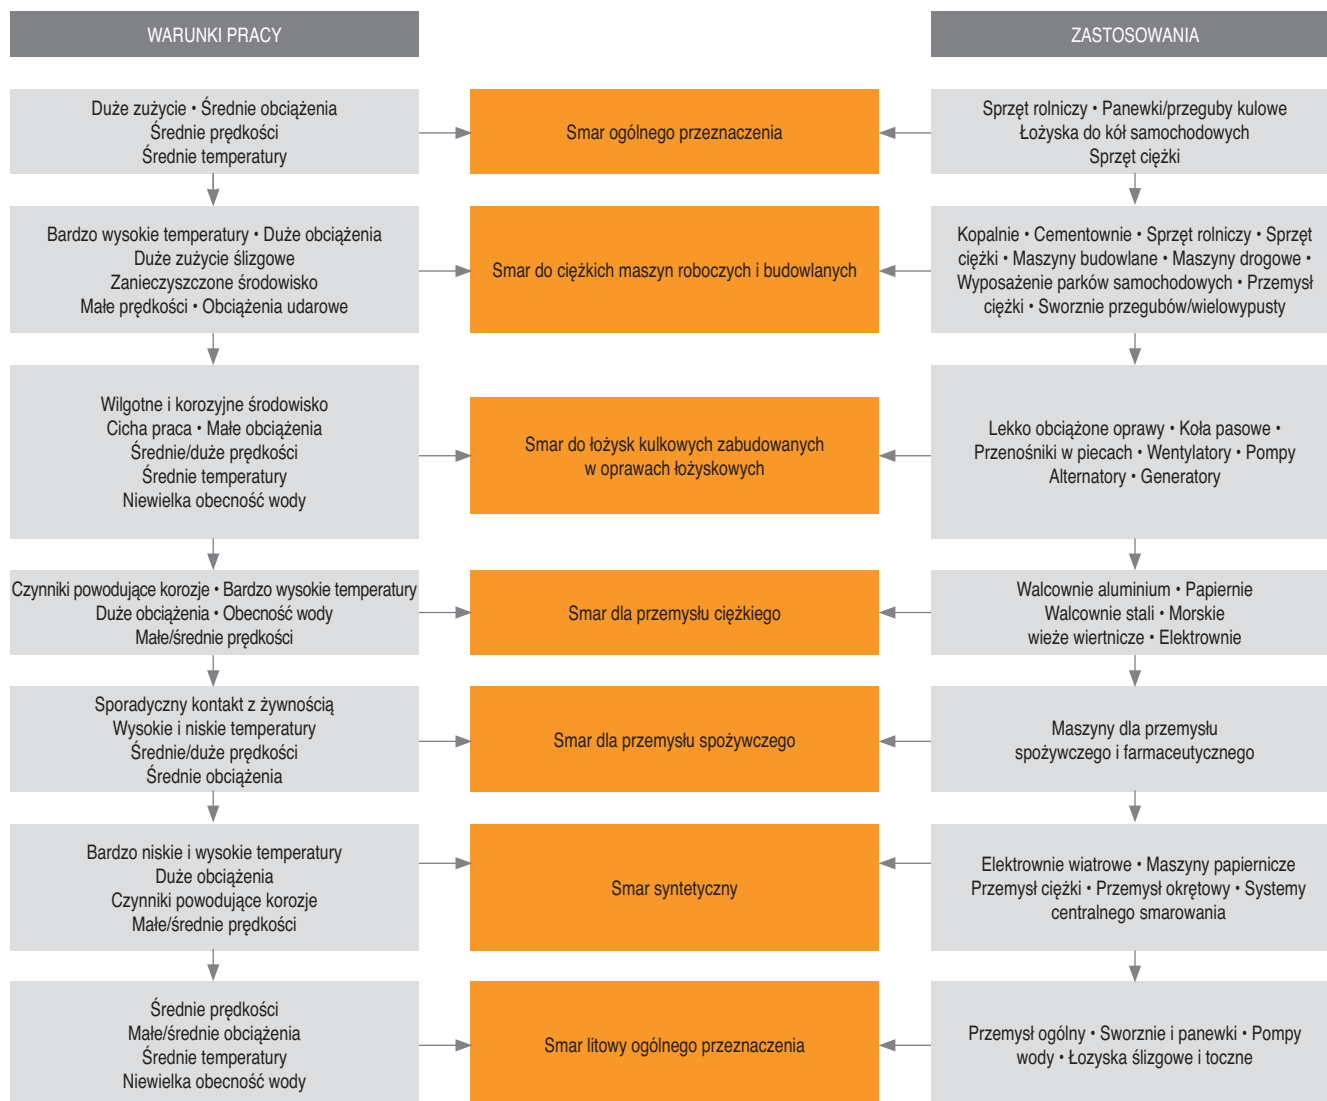 WARUNKI PRACY
ZASTOSOWANIA
Duże zużycie • Średnie obciążenia
Średnie prędkości
Średnie temperatury
Smar ogólnego przeznaczenia
Sprzęt rolniczy • Panewki/przeguby kulowe
Łożyska do kół samochodowych
Sprzęt ciężki
Bardzo wysokie temperatury • Duże obciążenia
Duże zużycie ślizgowe
Zanieczyszczone środowisko
Małe prędkości • Obciążenia udarowe
Smar do ciężkich maszyn roboczych i budowlanych
Kopalnie • Cementownie • Sprzęt rolniczy • Sprzęt
ciężki • Maszyny budowlane • Maszyny drogowe •
Wyposażenie parków samochodowych • Przemysł
ciężki • Sworznie przegubów/wielowypusty
Wilgotne i korozyjne środowisko
Cicha praca • Małe obciążenia
Średnie/duże prędkości
Średnie temperatury
Niewielka obecność wody
Smar do łożysk kulkowych zabudowanych
w oprawach łożyskowych
Lekko obciążone oprawy • Koła pasowe •
Przenośniki w piecach • Wentylatory • Pompy
Alternatory • Generatory
Czynniki powodujące korozje • Bardzo wysokie temperatury
Duże obciążenia • Obecność wody
Małe/średnie prędkości
Smar dla przemysłu ciężkiego
Walcownie aluminium • Papiernie
Walcownie stali • Morskie
wieże wiertnicze • Elektrownie
Sporadyczny kontakt z żywnością
Wysokie i niskie temperatury
Średnie/duże prędkości
Średnie obciążenia
Smar dla przemysłu spożywczego
Maszyny dla przemysłu
spożywczego i farmaceutycznego
Bardzo niskie i wysokie temperatury
Duże obciążenia
Czynniki powodujące korozje
Małe/średnie prędkości
Smar syntetyczny
Elektrownie wiatrowe • Maszyny papiernicze
Przemysł ciężki • Przemysł okrętowy • Systemy
centralnego smarowania
Średnie prędkości
Małe/średnie obciążenia
Średnie temperatury
Niewielka obecność wody
Smar litowy ogólnego przeznaczenia
Przemysł ogólny • Sworznie i panewki • Pompy
wody • Łozyska ślizgowe i toczne